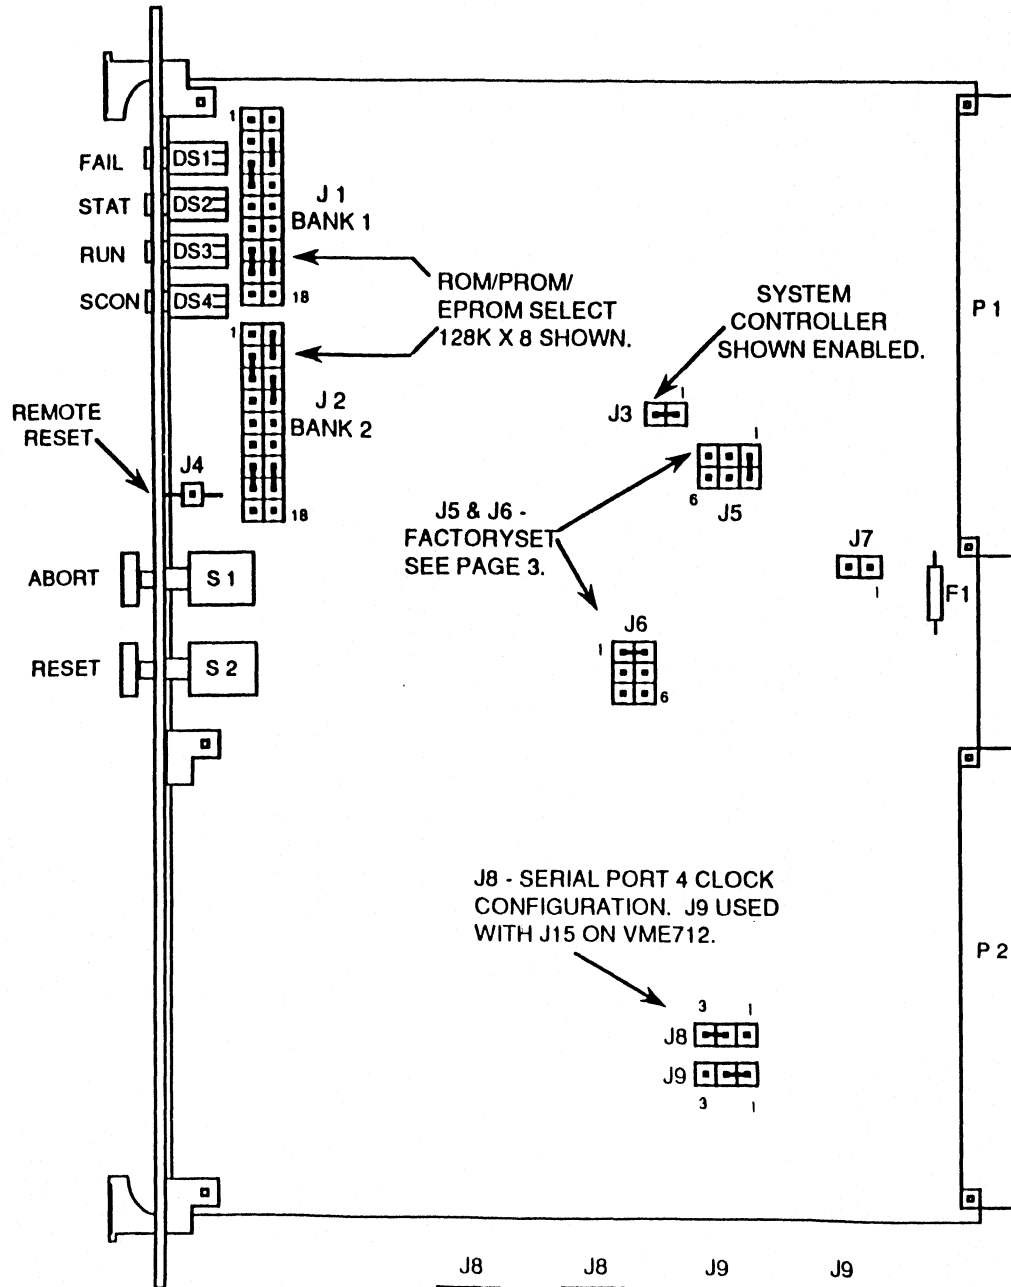 1
FAIL DS1
STAT DS2
RUN DS3
SCON DS4
J 1
BANK 1
18
ROM/PROM/
EPROM SELECT
128K X 8 SHOWN.
SYSTEM
CONTROLLER
SHOWN ENABLED.
P 1
1
J 2
BANK 2
18
J3
1
REMOTE
RESET
J4
1
6
J5
J5 & J6 -
FACTORYSET
SEE PAGE 3.
J7
1
F1
ABORT S 1
RESET S 2
J6
1
6
J8 - SERIAL PORT 4 CLOCK
CONFIGURATION. J9 USED
WITH J15 ON VME712.
P 2
3 1
J8
J9
3 1
J8 J8 J9 J9